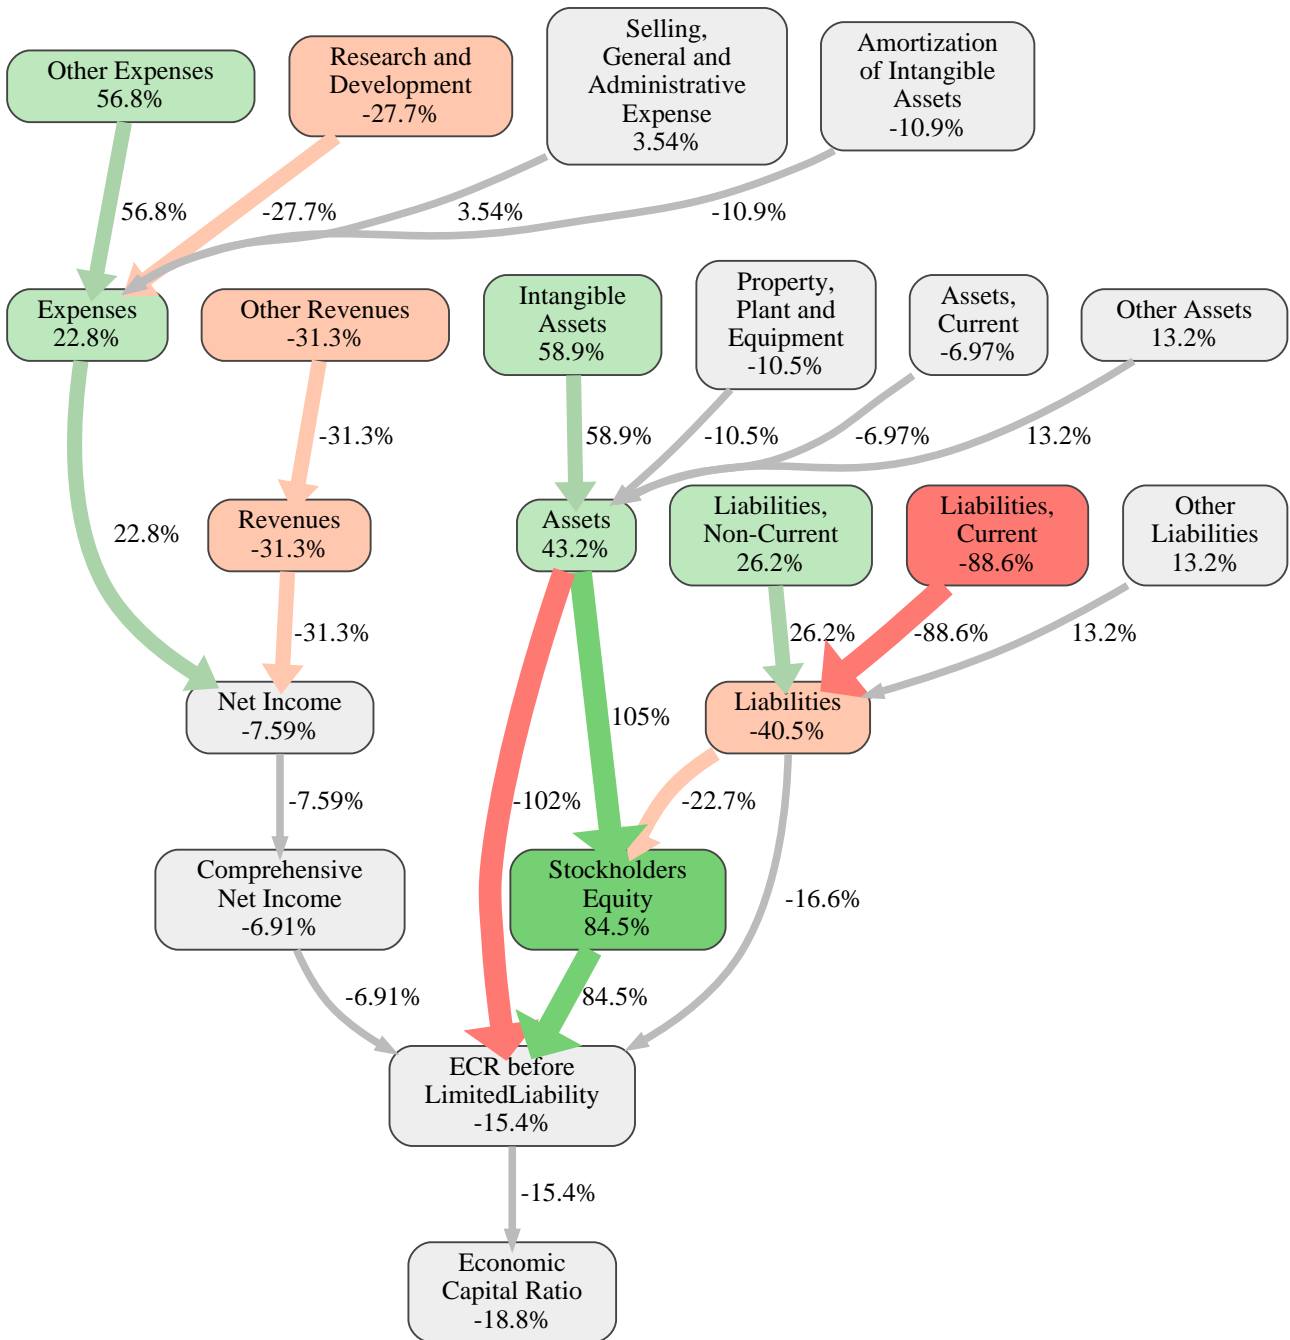 Other Expenses
56.8%
Research and
Development
-27.7%
Selling,
General and
Administrative
Expense
3.54%
Amortization
of Intangible
Assets
-10.9%
56.8%
-27.7%
3.54%
-10.9%
Expenses
22.8%
Other Revenues
-31.3%
Intangible
Assets
58.9%
Property,
Plant and
Equipment
-10.5%
Assets,
Current
-6.97%
Other Assets
13.2%
-31.3%
58.9%
-10.5%
-6.97%
13.2%
22.8%
Revenues
-31.3%
Assets
43.2%
Liabilities,
Non-Current
26.2%
Liabilities,
Current
-88.6%
Other
Liabilities
13.2%
-31.3%
26.2%
-88.6%
13.2%
Net Income
-7.59%
Liabilities
-40.5%
105%
-7.59%
-102%
-22.7%
Comprehensive
Net Income
-6.91%
Stockholders
Equity
84.5%
-16.6%
-6.91%
84.5%
ECR before
LimitedLiability
-15.4%
-15.4%
Economic
Capital Ratio
-18.8%